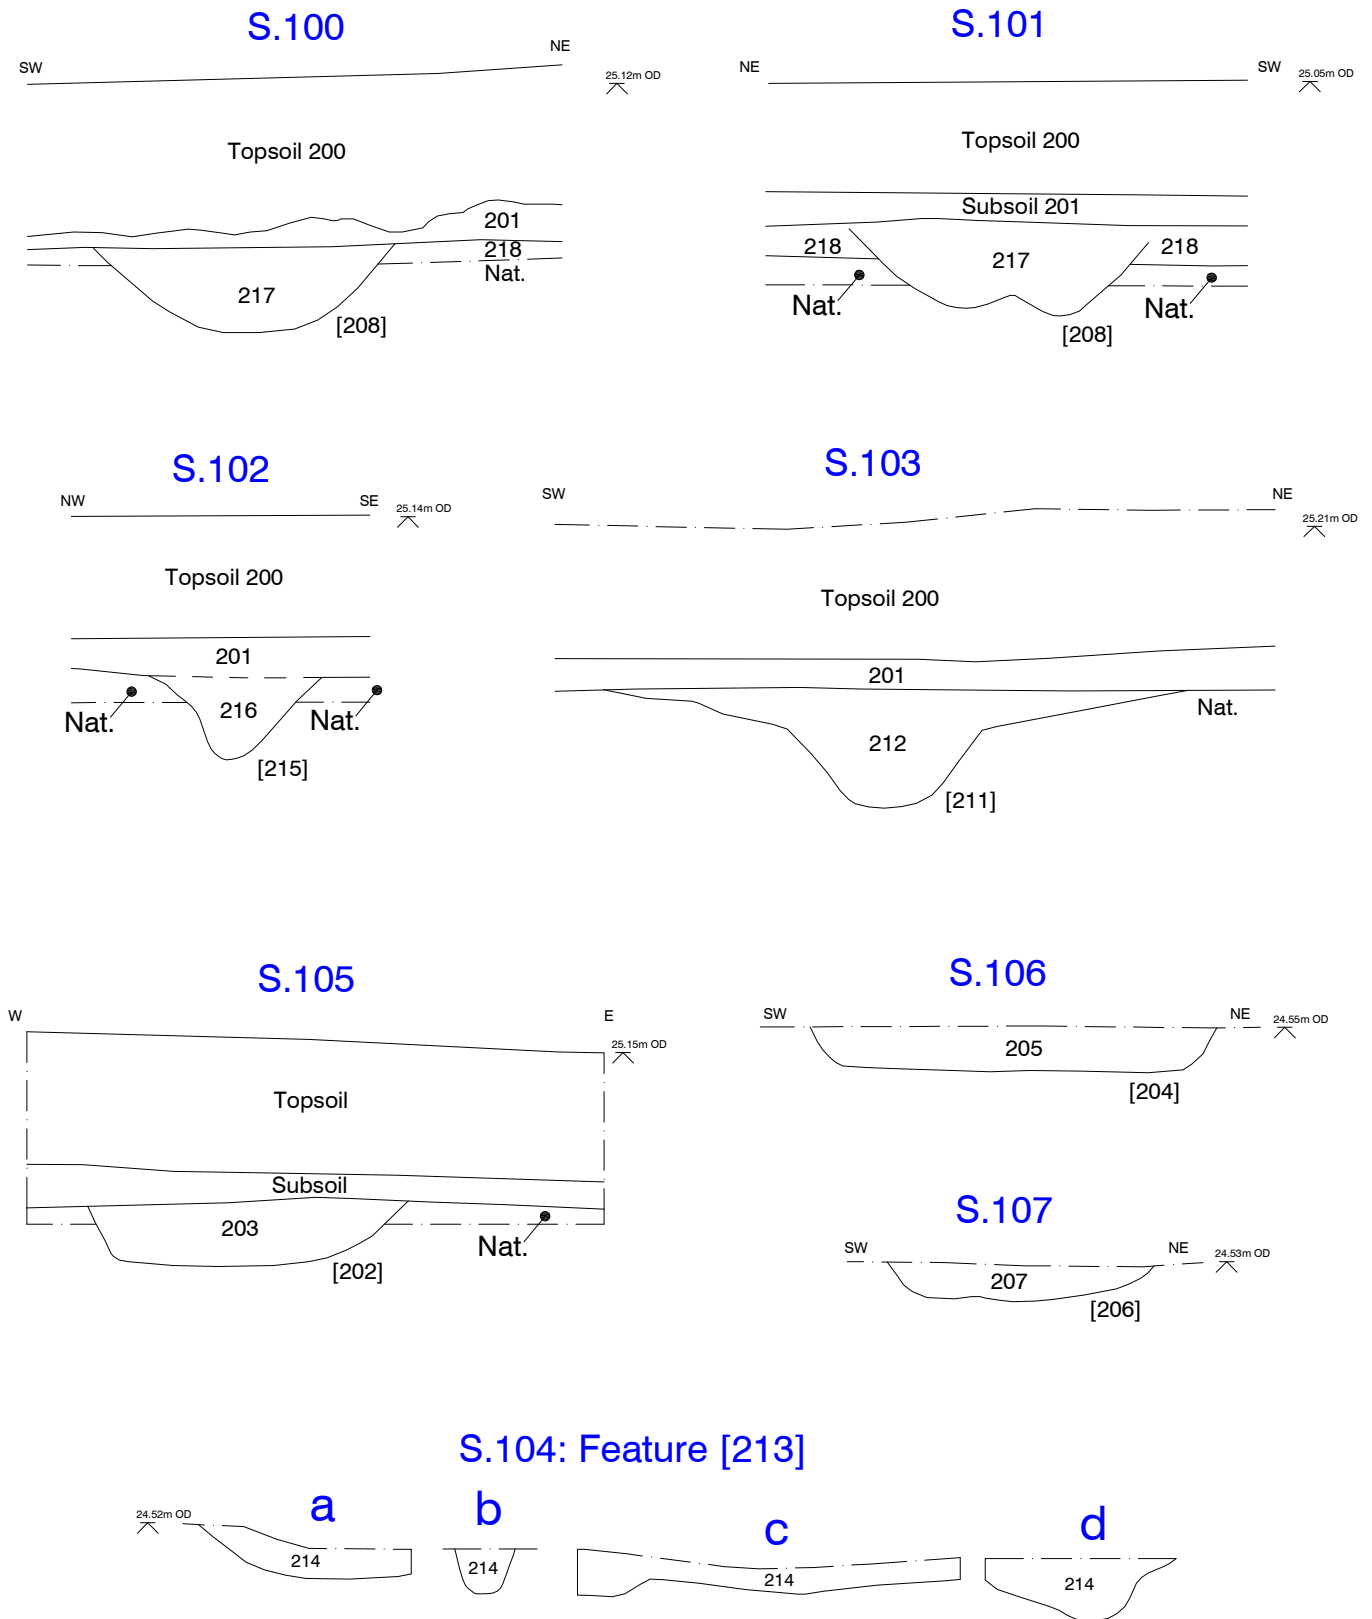 S.100
SW
NE
25.12m OD
Topsoil 200
201
218
Nat.
217
[208]
S.101
NE
SW
25.05m OD
Topsoil 200
Subsoil 201
218
217
218
Nat.
Nat.
[208]
S.102
NW
SE
25.14m OD
Topsoil 200
201
216
Nat.
Nat.
[215]
S.103
SW
NE
25.21m OD
Topsoil 200
201
Nat.
212
[211]
S.105
W
E
25.15m OD
Topsoil
Subsoil
203
Nat.
[202]
S.106
SW
NE
24.55m OD
205
[204]
S.107
SW
NE
24.53m OD
207
[206]
S.104: Feature [213]
24.52m OD
a
b
c
d
214
214
214
214